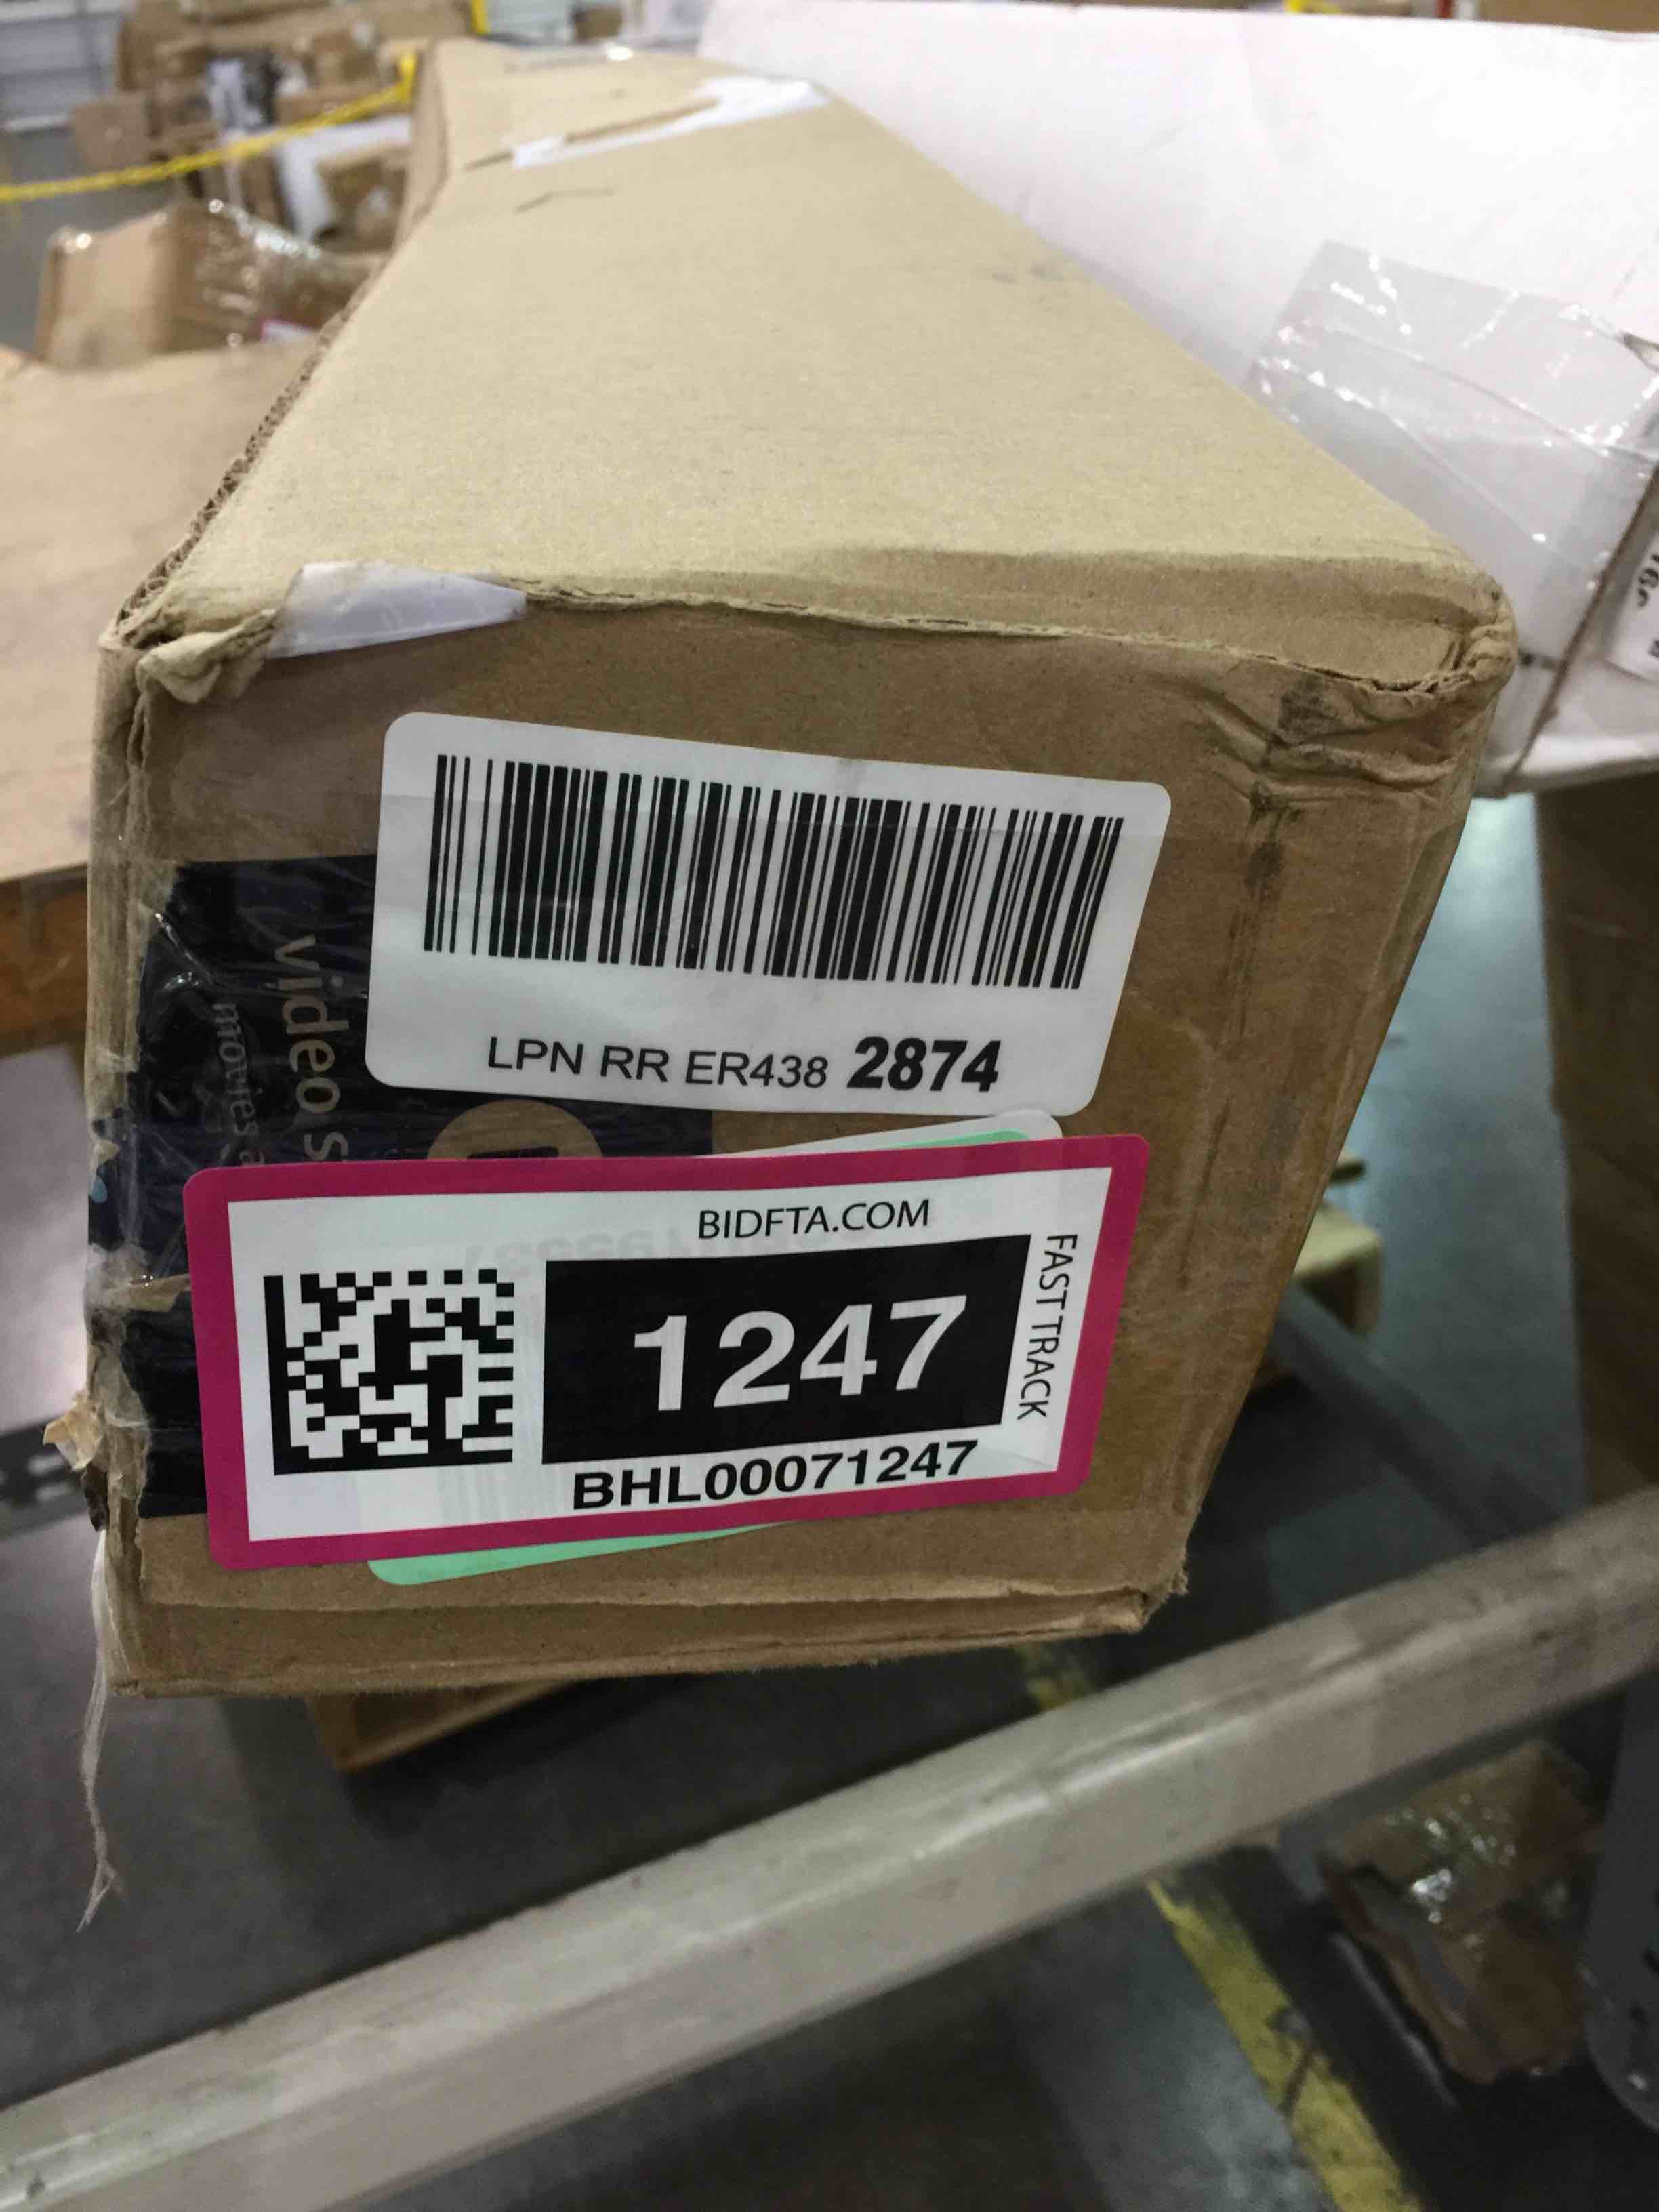 LPN RR ER438 2874
video s
movies a
BIDFTA.COM
1247
FAST TRACK
BHL00071247